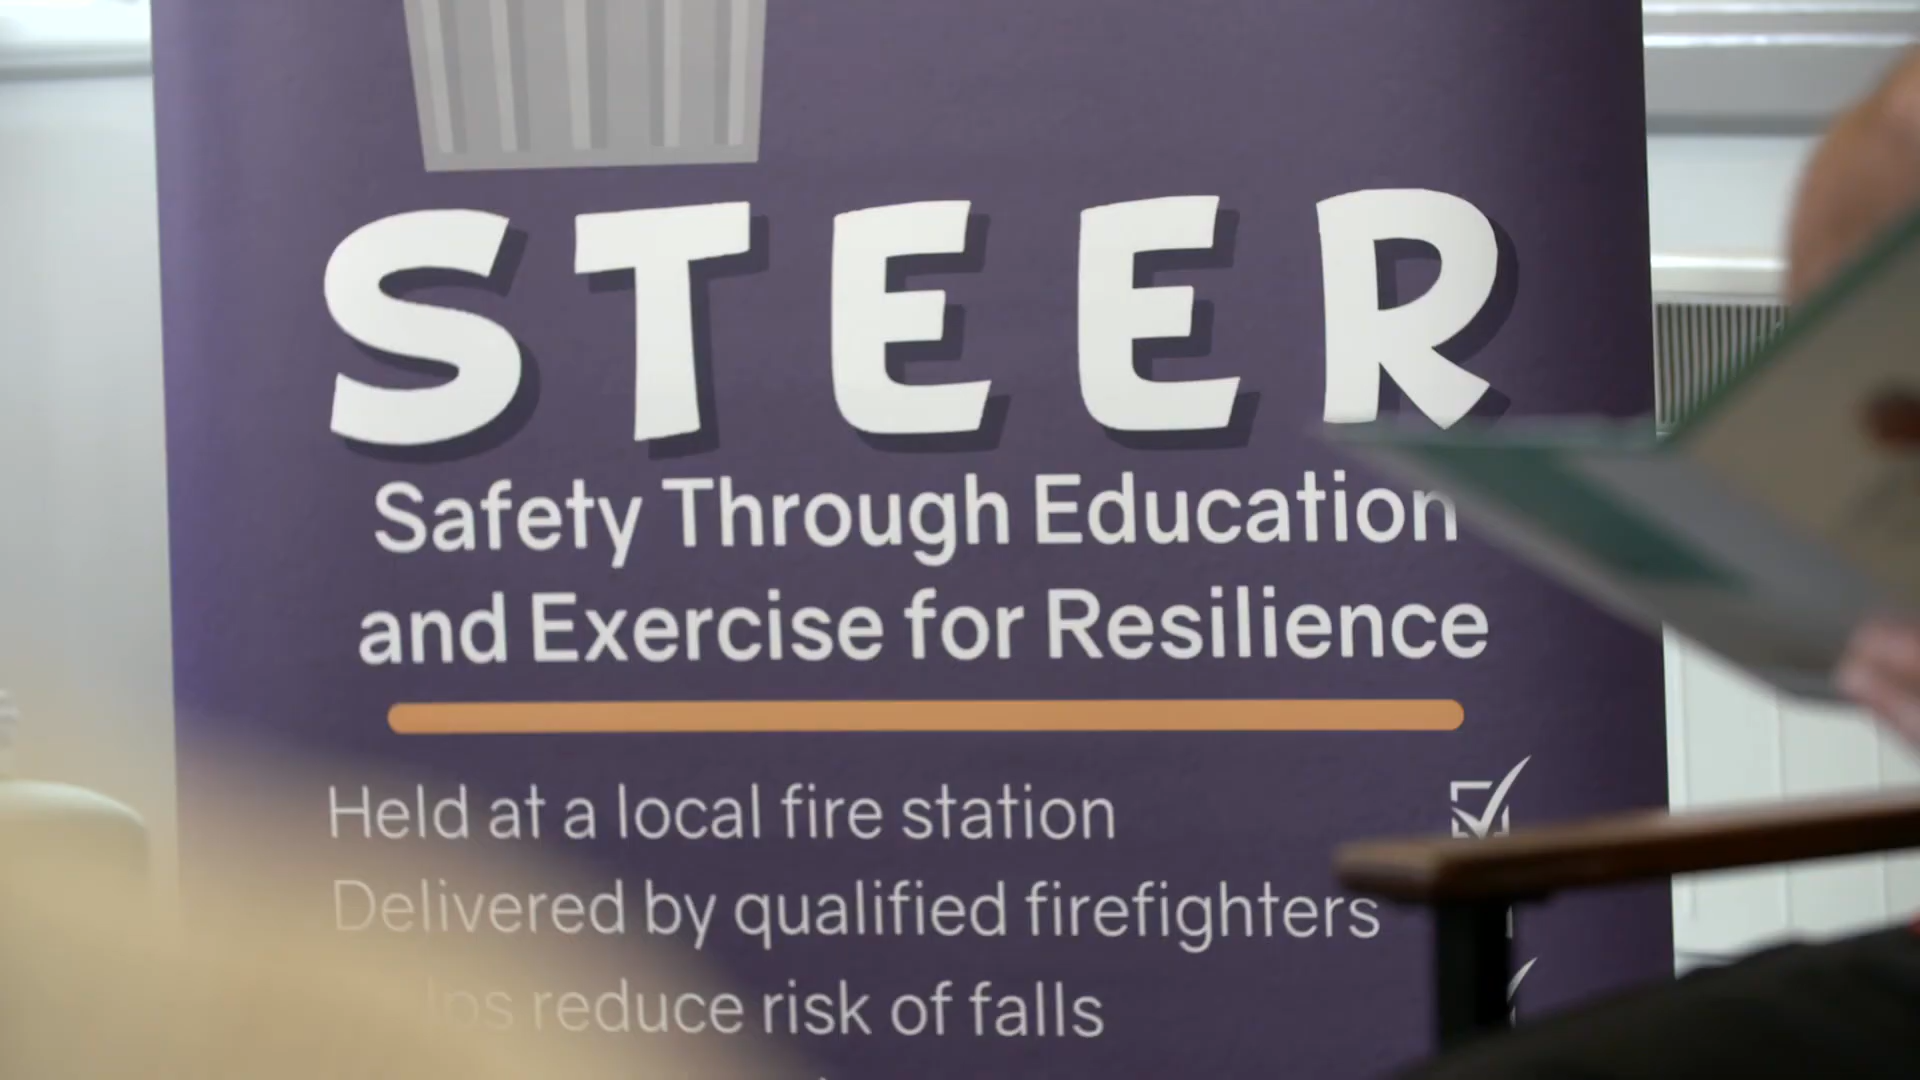 STEER
Safety Through Education
and Exercise for Resilience
Held at a local fire station
Delivered by qualified firefighters
reduce risk of falls